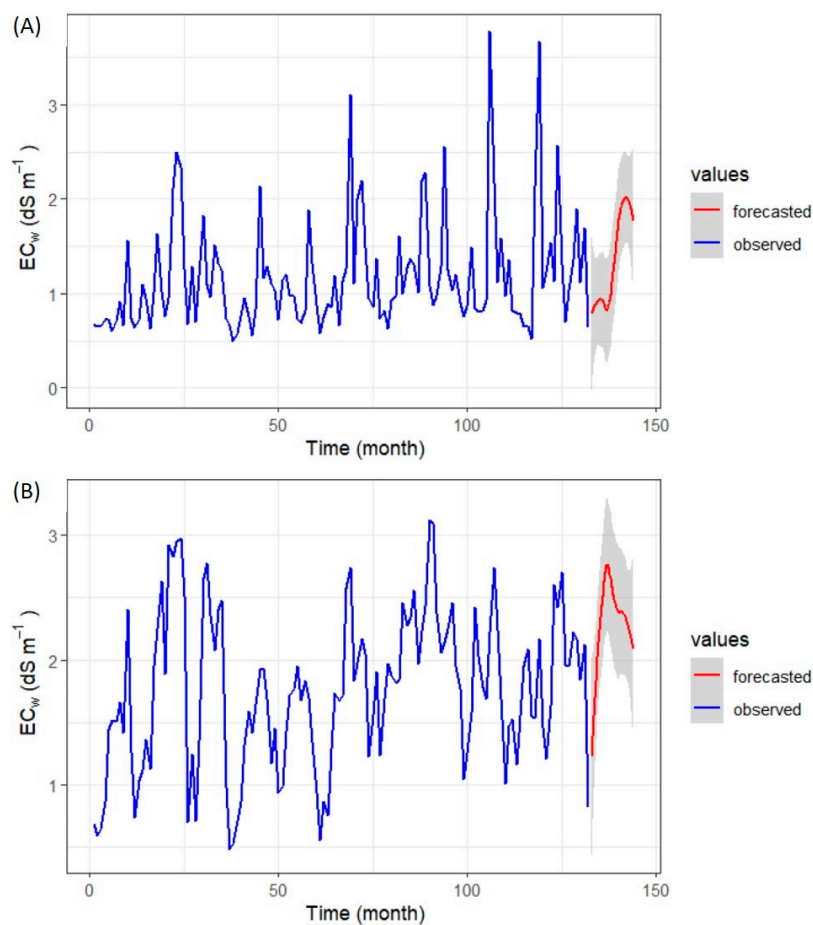 (A)
3
2
1
0
EC_w (dS m⁻¹)
0 50 100 150
Time (month)
values
forecasted
observed
(B)
3
2
1
EC_w (dS m⁻¹)
0 50 100 150
Time (month)
values
forecasted
observed